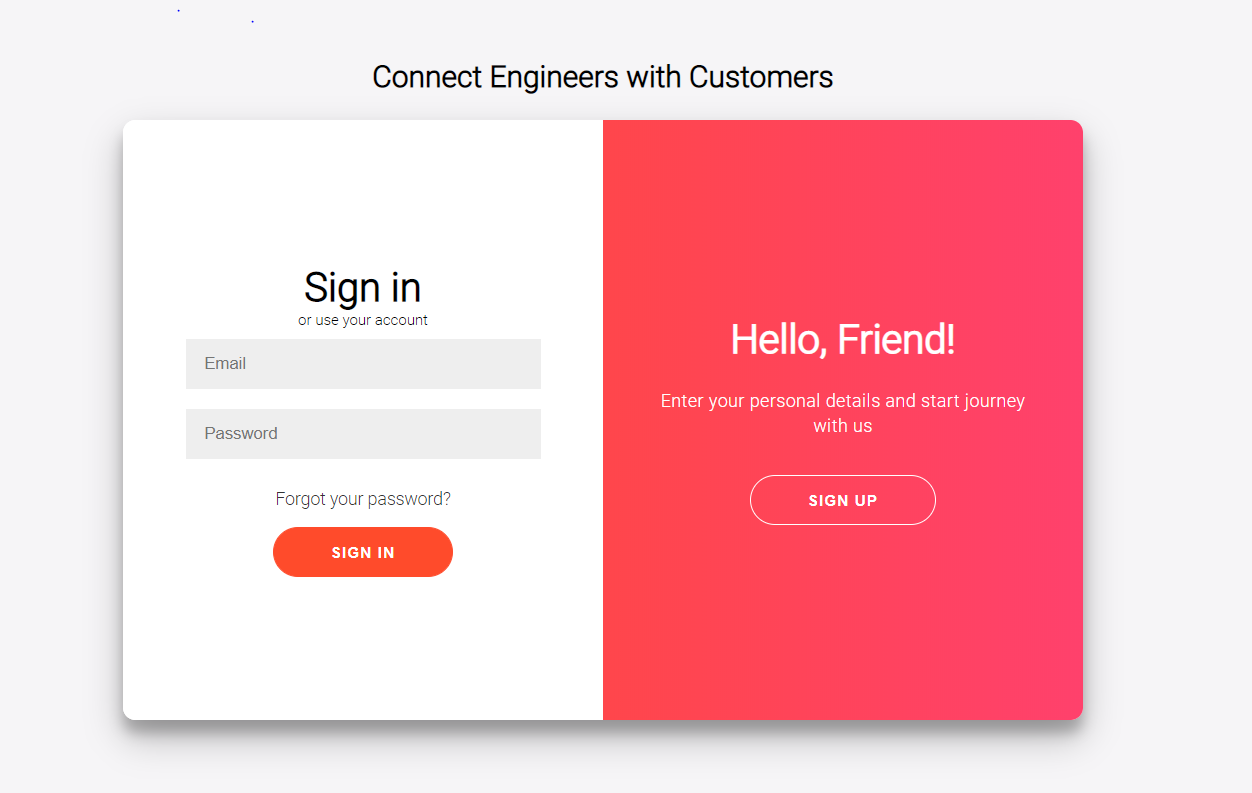 Connect Engineers with Customers
Sign in
or use your account
Email
Password
Forgot your password?
SIGN IN
Hello, Friend!
Enter your personal details and start journey
with us
SIGN UP